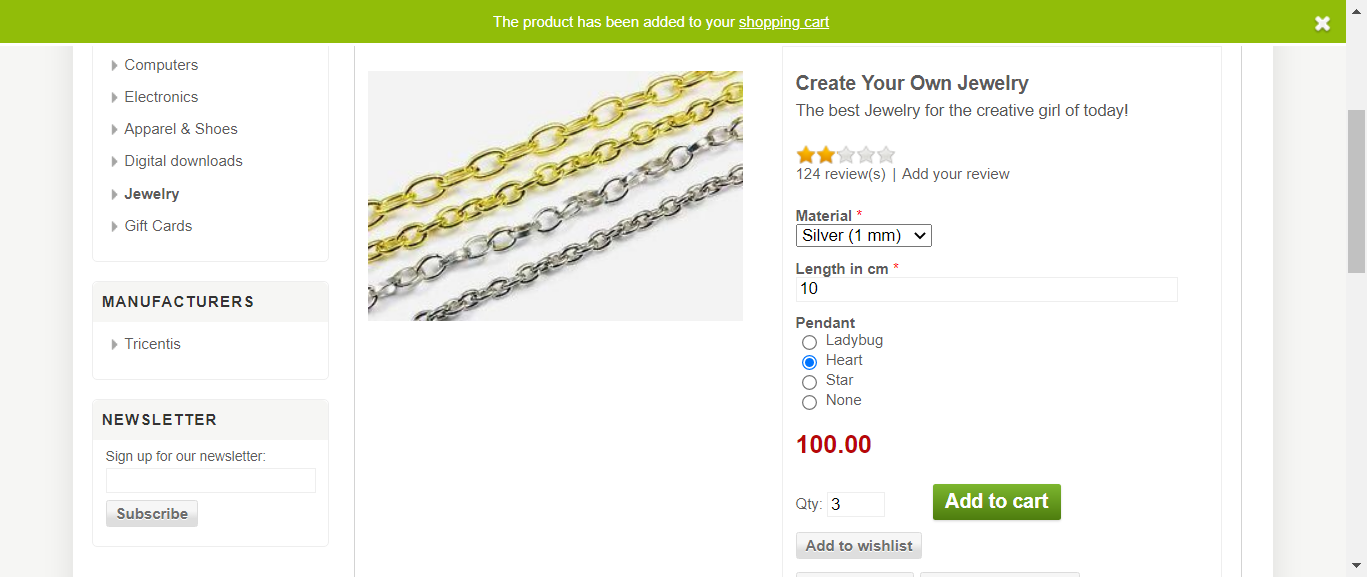 The product has been added to your shopping cart
Computers
Electronics
Apparel & Shoes
Digital downloads
Jewelry
Gift Cards
MANUFACTURERS
Tricentis
NEWSLETTER
Sign up for our newsletter:
Subscribe
Create Your Own Jewelry
The best Jewelry for the creative girl of today!
124 review(s) | Add your review
Material *
Silver (1 mm)
Length in cm *
10
Pendant
Ladybug
Heart
Star
None
100.00
Qty: 3 Add to cart
Add to wishlist